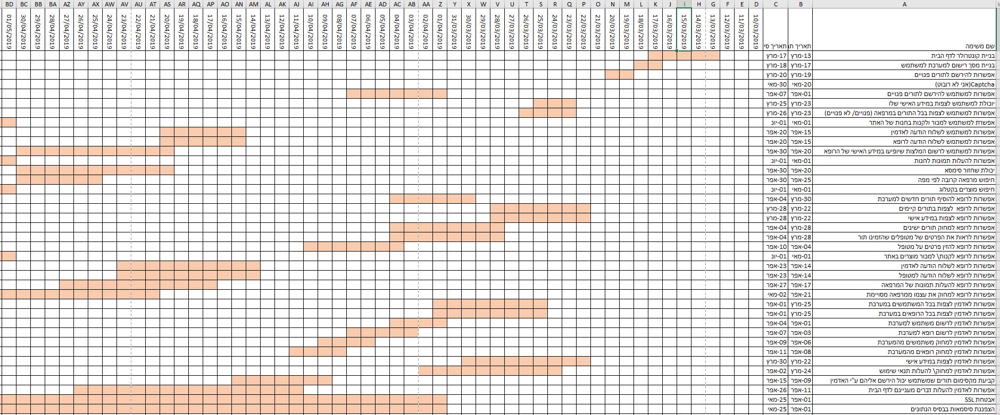 A B C D E F G H I J K L M N O P Q R S T U V W X Y Z AA AB AC AD AE AF AG AH AI AJ AK AL AM AN AO AP AQ AR AS AT AU AV AW AX AY AZ BA BB BC BD
שם משימה תאריך תח תאריך סי 10/03/2019 11/03/2019 12/03/2019 13/03/2019 14/03/2019 15/03/2019 16/03/2019 17/03/2019 18/03/2019 19/03/2019 20/03/2019 21/03/2019 22/03/2019 23/03/2019 24/03/2019 25/03/2019 26/03/2019 27/03/2019 28/03/2019 29/03/2019 30/03/2019 31/03/2019 01/04/2019 02/04/2019 03/04/2019 04/04/2019 05/04/2019 06/04/2019 07/04/2019 08/04/2019 09/04/2019 10/04/2019 11/04/2019 12/04/2019 13/04/2019 14/04/2019 15/04/2019 16/04/2019 17/04/2019 18/04/2019 19/04/2019 20/04/2019 21/04/2019 22/04/2019 23/04/2019 24/04/2019 25/04/2019 26/04/2019 27/04/2019 28/04/2019 29/04/2019 30/04/2019 01/05/2019
בניית קונטרולר לדף הבית 13-מרץ 17-מרץ
בניית מסך רישום למערכת למשתמש 17-מרץ 18-מרץ
אפשרות להירשם לתורים פנויים 19-מרץ 20-מרץ
Captcha(אני לא רובוט) 20-מאי 30-מאי
אפשרות למשתמש להירשם לתורים פנויים 01-אפר 07-אפר
יוכולת למשתמש לצפות במידע האישי שלו 23-מרץ 25-מרץ
אפשרות למשתמש לצפות בכל התורים במרפאה (פנויים/ לא פנויים) 23-מרץ 26-מרץ
אפשרת למשתמש למכור ולקנות בחנות של האתר 01-מאי 01-יונ
אפשרות למשתמש לשלוח הודעה לאדמין 15-אפר 20-אפר
אפשרות למשתמש לשלוח הודעה לרופא 15-אפר 20-אפר
אפשרות למשתמש לרשום המלצות שיופיעו במידע האישי של הרופא 20-אפר 30-אפר
אפשרות להעלות תמונות לחנות 01-מאי 01-יונ
יכולת שחזור סימסא 20-אפר 30-אפר
חיפוש מרפאה קרובה לפי מפה 25-אפר 30-אפר
חיפוש מוצרים בקטלוג 01-מאי 01-יונ
אפשרות לרופא להוסיף תורים חדשים למערכת 30-מרץ 04-אפר
אפשרות לרופא לצפות בתורים קיימים 22-מרץ 28-מרץ
אפשרות לרופא לצפות במידע אישי 22-מרץ 28-מרץ
אפשרות לרופא למחוק תורים ישינים 28-מרץ 04-אפר
אפשרות לראות את הפרטים של מטופלים שהזמינו תור 28-מרץ 04-אפר
אפשרות לרופא להזין פרטים על מטופל 04-אפר 10-אפר
אפשרות לרופא לקנות\ למכור מוצרים באתר 01-מאי 01-יונ
אפשרות לרופא לשלוח הודעה לאדמין 14-אפר 23-אפר
אפשרות לרופא לשלוח הודעה למטופל 14-אפר 23-אפר
אפשרות לרופא להעלות תמונות של המרפאה 17-אפר 27-אפר
אפשרות לרופא למחוק את עצמו ממרפאה מסויימת 21-אפר 02-מאי
אפשרות לאדמין לצפות בכל המשתמשים במערכת 25-מרץ 01-אפר
אפשרות לאדמין לצפות בכל הרופאים במערכת 25-מרץ 01-אפר
אפשרות לאדמין לרשום משתמש למערכת 01-אפר 04-אפר
אפשרות לאדמין לרשום רופא למערכת 03-אפר 07-אפר
אפשרות לאדמין למחוק משתמשים מהמערכת 06-אפר 09-אפר
אפשרות לאדמין למחוק רופאים מהמערכת 08-אפר 11-אפר
אפשרות לאדמין לצפות במידע אישי 22-מרץ 30-מרץ
אפשרות לאדמין למחוק\ להעלות תנאי שימוש 24-מרץ 02-אפר
קביעת מקסימום תורים שמשתמש יכול הירשם אליהם ע"י האדמין 09-אפר 15-אפר
אפשרות לאדמין להעלות דברים מעניינם לדף הבית 11-אפר 26-אפר
אבטחת SSL 01-אפר 25-מאי
הצפננת סיסמאות בבסיס הנתונים 01-אפר 25-מאי